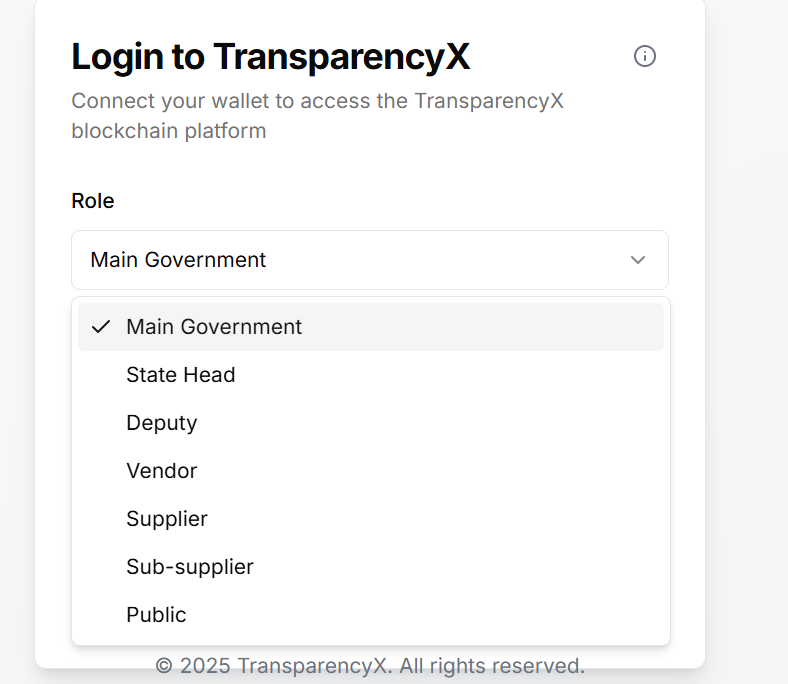 Login to TransparencyX
Connect your wallet to access the TransparencyX
blockchain platform
Role
Main Government
Main Government
State Head
Deputy
Vendor
Supplier
Sub-supplier
Public
© 2025 TransparencyX. All rights reserved.